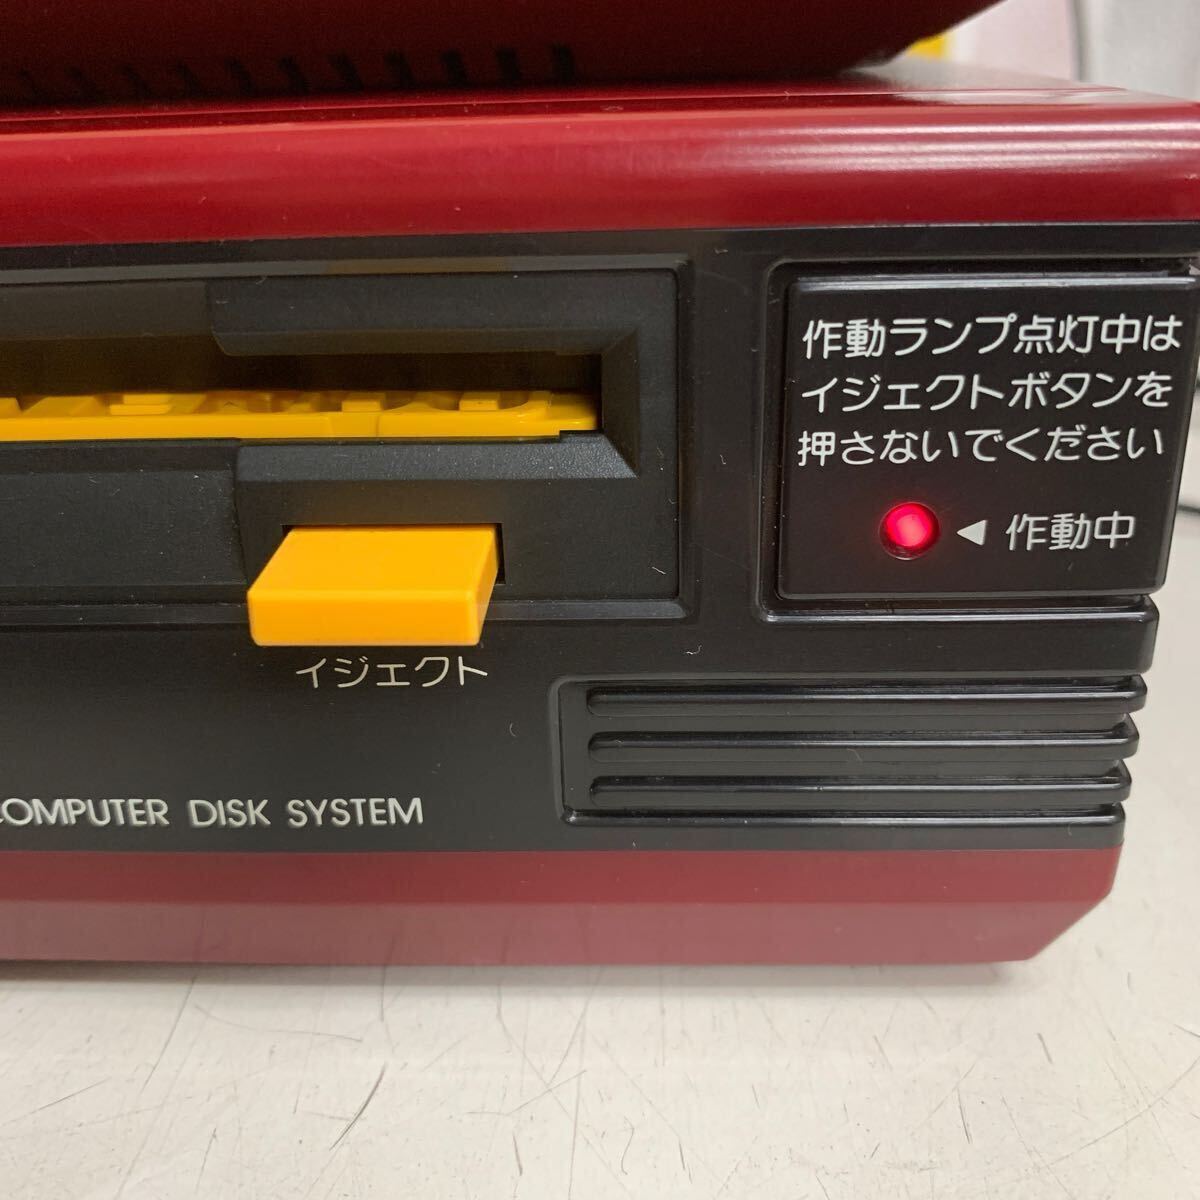 作動ランプ点灯中は
イジェクトボタンを
押さないでください
◀ 作動中
イジェクト
COMPUTER DISK SYSTEM